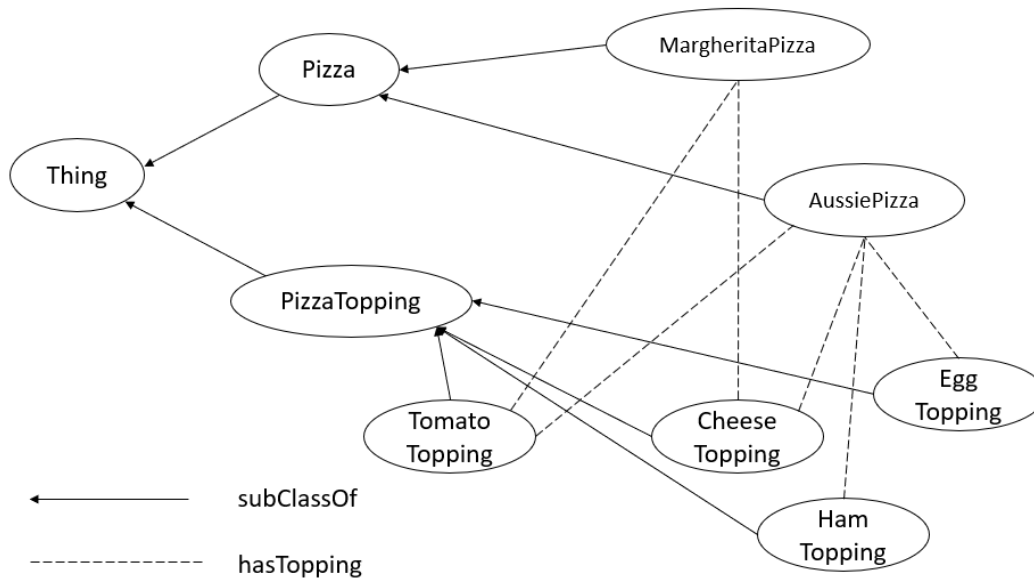 MargheritaPizza
Pizza
Thing
AussiePizza
PizzaTopping
Egg
Topping
Tomato
Topping
Cheese
Topping
Ham
Topping
subClassOf
hasTopping